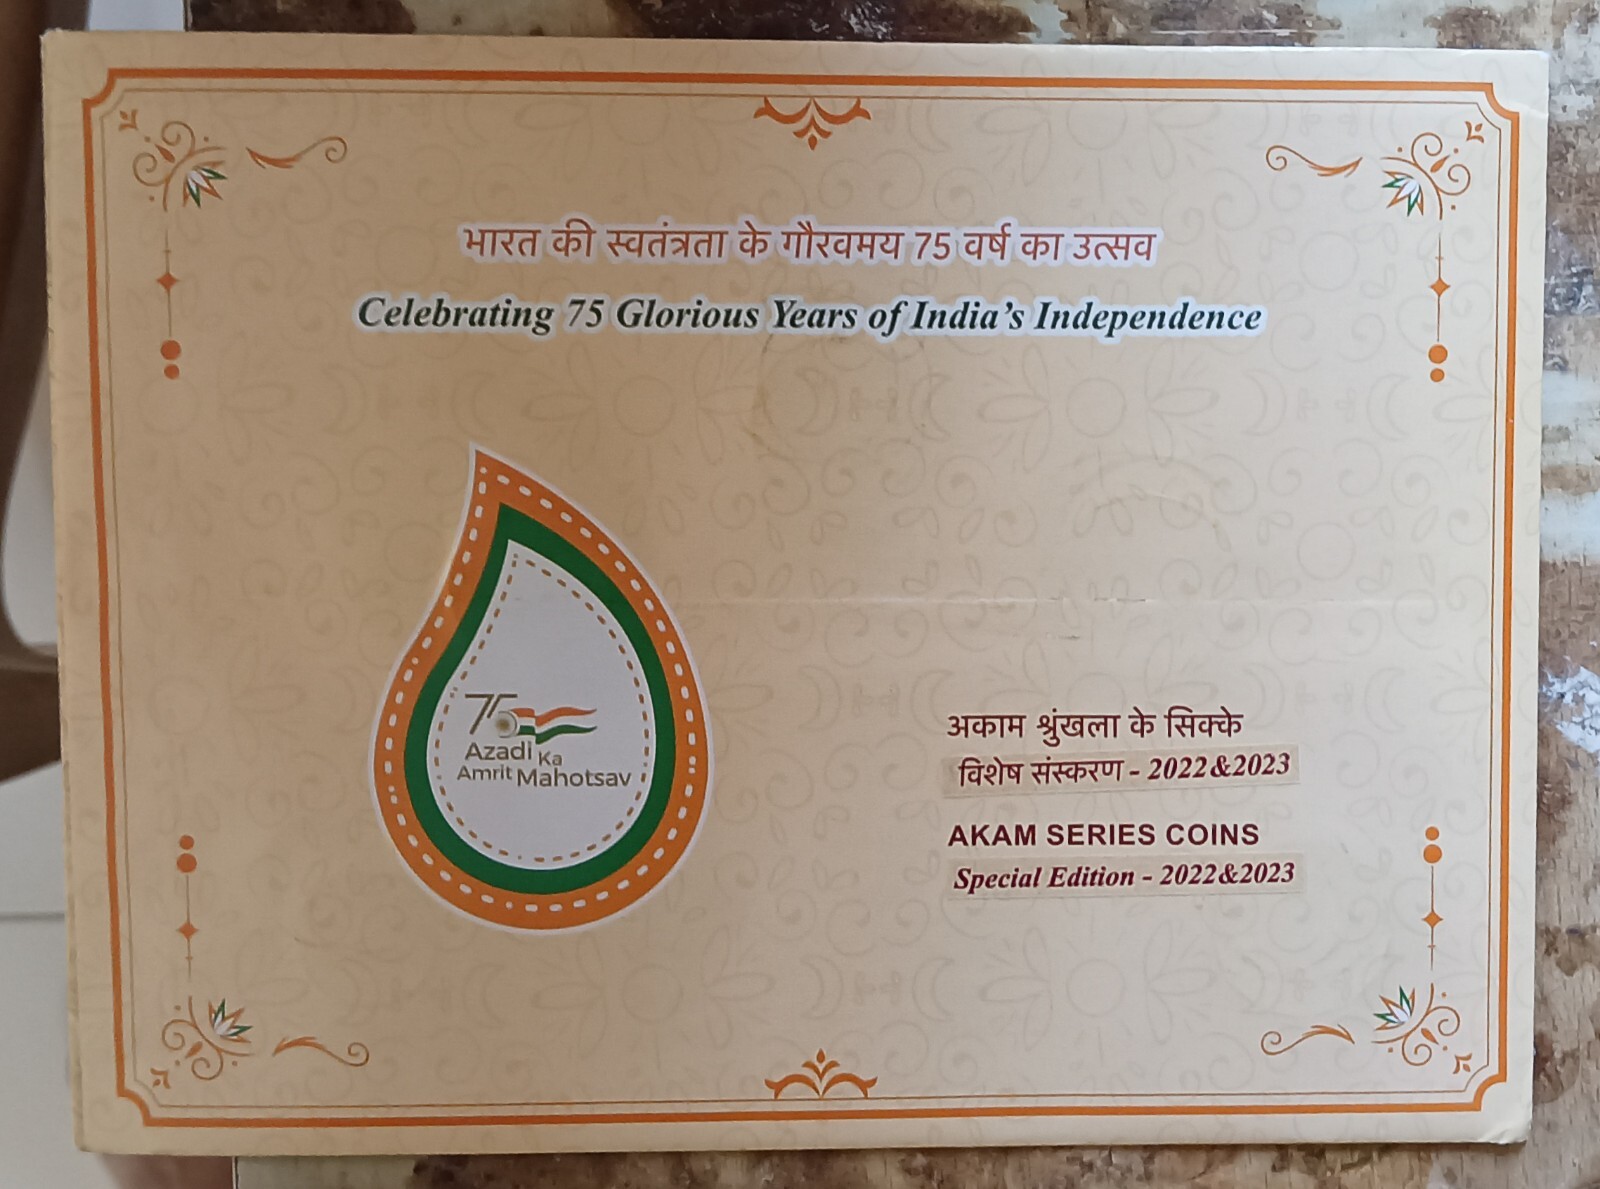 भारत की स्वतंत्रता के गौरवमय 75 वर्ष का उत्सव
Celebrating 75 Glorious Years of India's Independence
75
Azadi Ka
Amrit Mahotsav
अकाम श्रुंखला के सिक्के
विशेष संस्करण - 2022&2023
AKAM SERIES COINS
Special Edition - 2022&2023